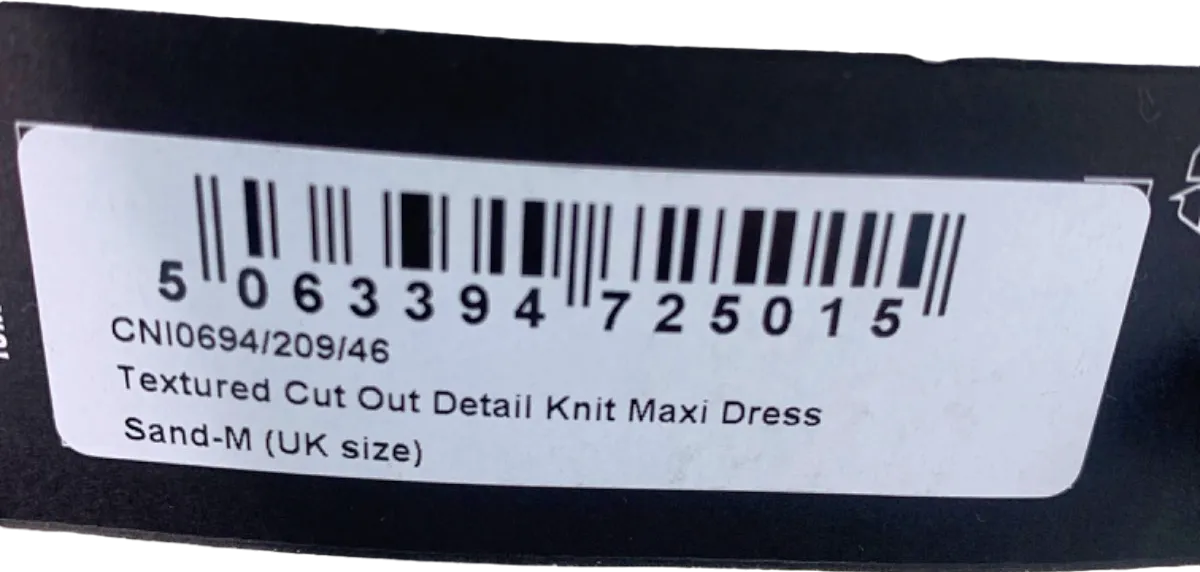 5 063394 725015
CNI0694/209/46
Textured Cut Out Detail Knit Maxi Dress
Sand-M (UK size)